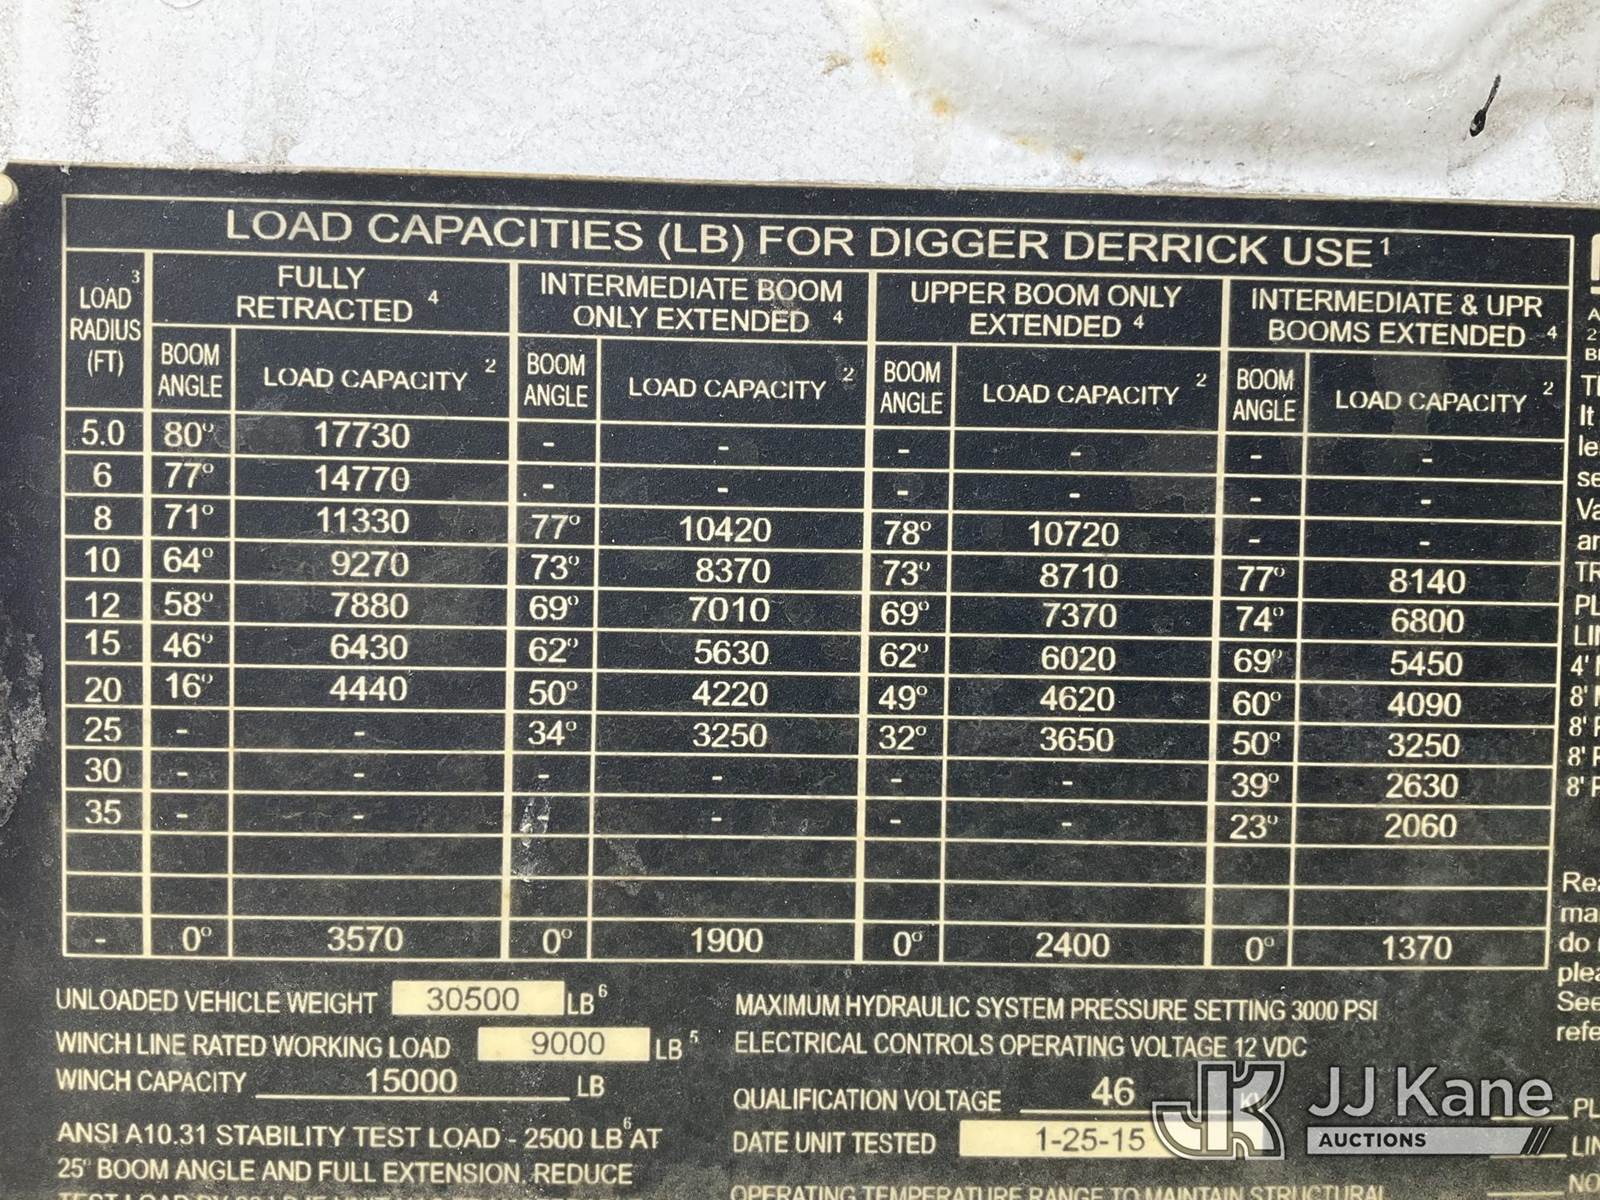 LOAD CAPACITIES (LB) FOR DIGGER DERRICK USE 1
LOAD 3 RADIUS (FT) FULLY RETRACTED 4 INTERMEDIATE BOOM ONLY EXTENDED 4 UPPER BOOM ONLY EXTENDED 4 INTERMEDIATE & UPR BOOMS EXTENDED 4
BOOM ANGLE LOAD CAPACITY 2 BOOM ANGLE LOAD CAPACITY 2 BOOM ANGLE LOAD CAPACITY 2 BOOM ANGLE LOAD CAPACITY 2
5.0 80° 17730 - - - - - -
6 77° 14770 - - - - - -
8 71° 11330 77° 10420 78° 10720 - -
10 64° 9270 73° 8370 73° 8710 77° 8140
12 58° 7880 69° 7010 69° 7370 74° 6800
15 46° 6430 62° 5630 62° 6020 69° 5450
20 16° 4440 50° 4220 49° 4620 60° 4090
25 - - 34° 3250 32° 3650 50° 3250
30 - - - - - - 39° 2630
35 - - - - - - 23° 2060
- 0° 3570 0° 1900 0° 2400 0° 1370
UNLOADED VEHICLE WEIGHT 30500 LB 6
WINCH LINE RATED WORKING LOAD 9000 LB 5
WINCH CAPACITY 15000 LB
ANSI A10.31 STABILITY TEST LOAD - 2500 LB 6 AT
25° BOOM ANGLE AND FULL EXTENSION. REDUCE
MAXIMUM HYDRAULIC SYSTEM PRESSURE SETTING 3000 PSI
ELECTRICAL CONTROLS OPERATING VOLTAGE 12 VDC
QUALIFICATION VOLTAGE 46 KV
DATE UNIT TESTED 1-25-15
OPERATING TEMPERATURE RANGE TO MAINTAIN STRUCTURAL
JJ Kane
AUCTIONS